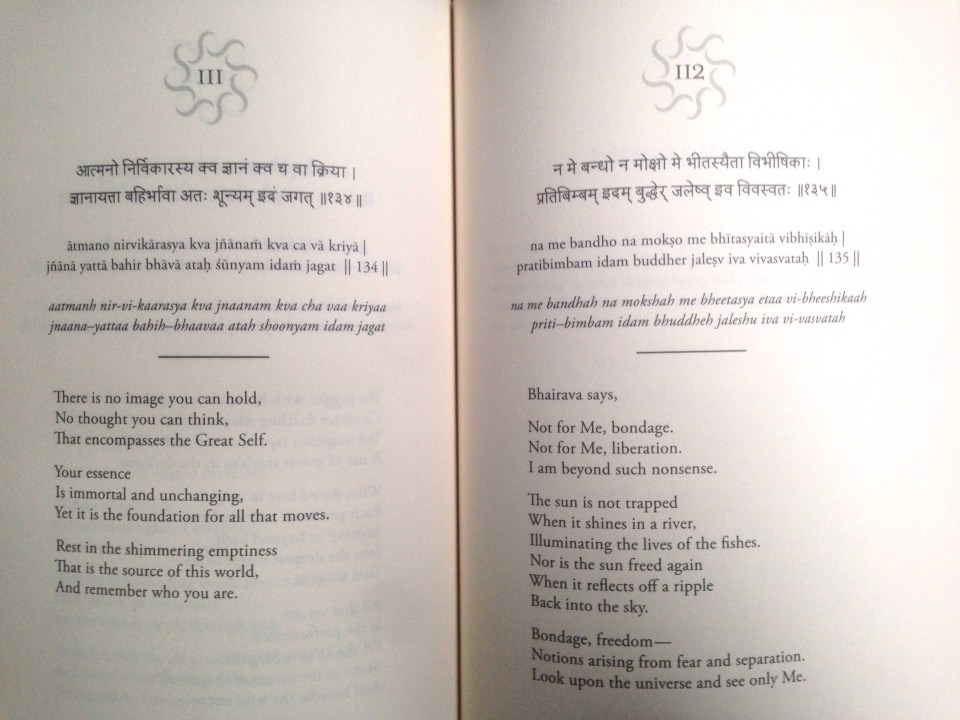 III
आत्मनो निर्विकारस्य क्व ज्ञानं क्व च वा क्रिया ।
ज्ञानायत्ता बहिर्भावा अतः शून्यम् इदं जगत् ॥१३४॥
ātmano nirvikārasya kva jñānaṁ kva ca vā kriyā |
jñānā yattā bahir bhāvā ataḥ śūnyam idaṁ jagat || 134 ||
aatmanh nir-vi-kaarasya kva jnaanam kva cha vaa kriyaa
jnaana–yattaa bahih–bhaavaa atah shoonyam idam jagat
There is no image you can hold,
No thought you can think,
That encompasses the Great Self.
Your essence
Is immortal and unchanging,
Yet it is the foundation for all that moves.
Rest in the shimmering emptiness
That is the source of this world,
And remember who you are.
112
न मे बन्धो न मोक्षो मे भीतस्यैता विभीषिकाः ।
प्रतिबिम्बम् इदम् बुद्धेर् जलेष्व् इव विवस्वतः ॥१३५॥
na me bandho na mokṣo me bhītasyaitā vibhīṣikāḥ |
pratibimbam idam buddher jaleṣv iva vivasvataḥ || 135 ||
na me bandhah na mokshah me bheetasya etaa vi-bheeshikaah
priti–bimbam idam bhuddheh jaleshu iva vi-vasvatah
Bhairava says,
Not for Me, bondage.
Not for Me, liberation.
I am beyond such nonsense.
The sun is not trapped
When it shines in a river,
Illuminating the lives of the fishes.
Nor is the sun freed again
When it reflects off a ripple
Back into the sky.
Bondage, freedom—
Notions arising from fear and separation.
Look upon the universe and see only Me.